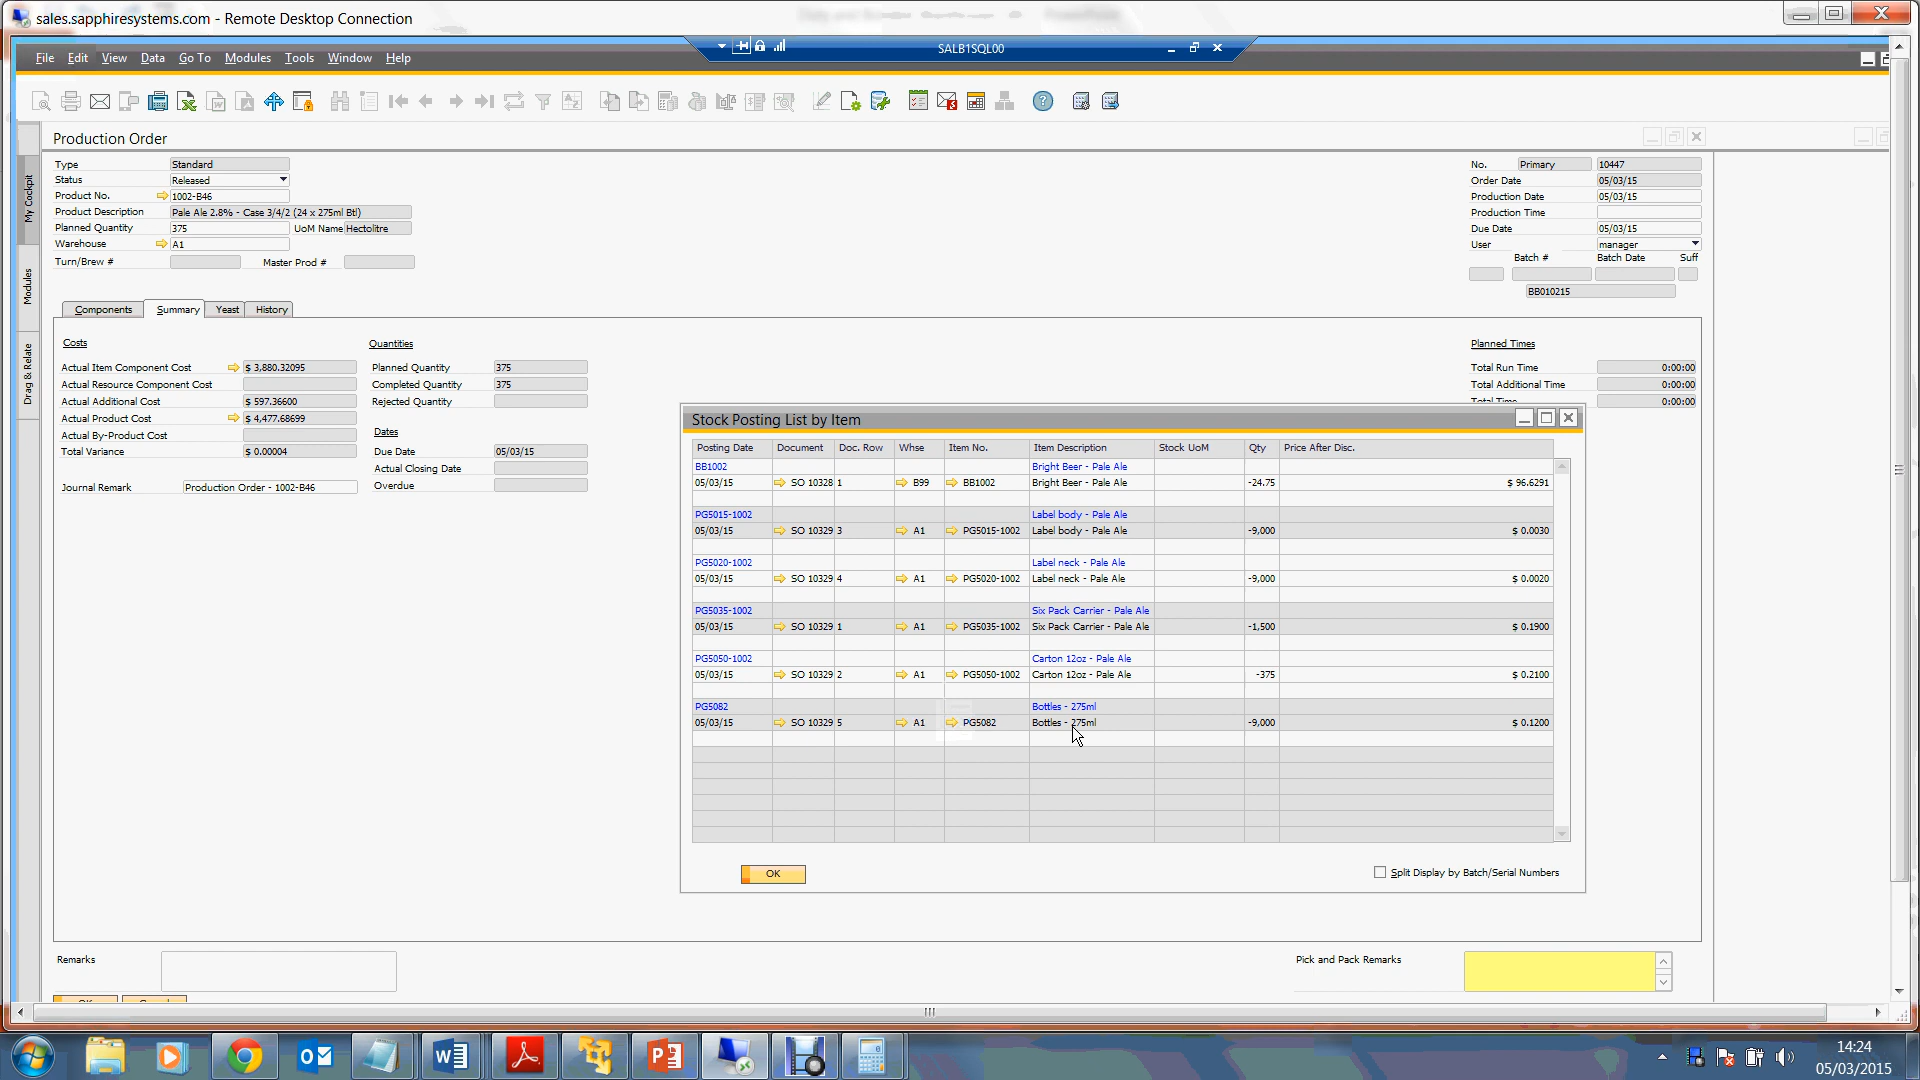 sales.sapphiresystems.com - Remote Desktop Connection
SALB1SQL00
File Edit View Data Go To Modules Tools Window Help
Production Order
My Cockpit
Modules
Drag & Relate
Type Standard
Status Released
Product No. 1002-B46
Product Description Pale Ale 2.8% - Case 3/4/2 (24 x 275ml Btl)
Planned Quantity 375 UoM Name Hectolitre
Warehouse A1
Turn/Brew # Master Prod #
No. Primary 10447
Order Date 05/03/15
Production Date 05/03/15
Production Time
Due Date 05/03/15
User manager
Batch # Batch Date Suff
BB010215
Components Summary Yeast History
Costs
Actual Item Component Cost $ 3,880.32095
Actual Resource Component Cost
Actual Additional Cost $ 597.36600
Actual Product Cost $ 4,477.68699
Actual By-Product Cost
Total Variance $ 0.00004
Journal Remark Production Order - 1002-B46
Quantities
Planned Quantity 375
Completed Quantity 375
Rejected Quantity
Dates
Due Date 05/03/15
Actual Closing Date
Overdue
Planned Times
Total Run Time 0:00:00
Total Additional Time 0:00:00
Total Time 0:00:00
Stock Posting List by Item
Posting Date Document Doc. Row Whse Item No. Item Description Stock UoM Qty Price After Disc.
BB1002 Bright Beer - Pale Ale
05/03/15 SO 10328 1 B99 BB1002 Bright Beer - Pale Ale -24.75 $ 96.6291
PG5015-1002 Label body - Pale Ale
05/03/15 SO 10329 3 A1 PG5015-1002 Label body - Pale Ale -9,000 $ 0.0030
PG5020-1002 Label neck - Pale Ale
05/03/15 SO 10329 4 A1 PG5020-1002 Label neck - Pale Ale -9,000 $ 0.0020
PG5035-1002 Six Pack Carrier - Pale Ale
05/03/15 SO 10329 1 A1 PG5035-1002 Six Pack Carrier - Pale Ale -1,500 $ 0.1900
PG5050-1002 Carton 12oz - Pale Ale
05/03/15 SO 10329 2 A1 PG5050-1002 Carton 12oz - Pale Ale -375 $ 0.2100
PG5082 Bottles - 275ml
05/03/15 SO 10329 5 A1 PG5082 Bottles - 275ml -9,000 $ 0.1200
OK
Split Display by Batch/Serial Numbers
Remarks
Pick and Pack Remarks
14:24
05/03/2015